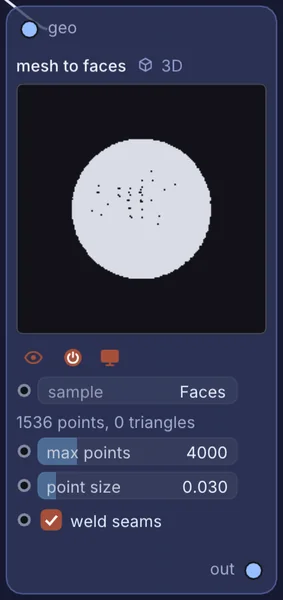 geo
mesh to faces 3D
sample Faces
1536 points, 0 triangles
max points 4000
point size 0.030
weld seams
out